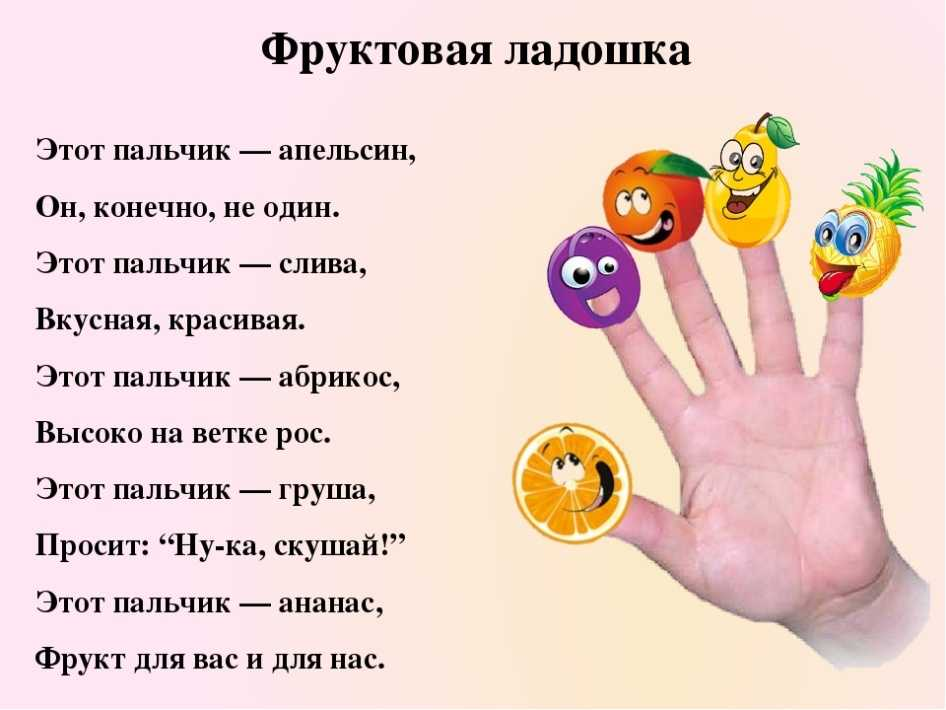 Фруктовая ладошка
Этот пальчик — апельсин,
Он, конечно, не один.
Этот пальчик — слива,
Вкусная, красивая.
Этот пальчик — абрикос,
Высоко на ветке рос.
Этот пальчик — груша,
Просит: “Ну-ка, скушай!”
Этот пальчик — ананас,
Фрукт для вас и для нас.